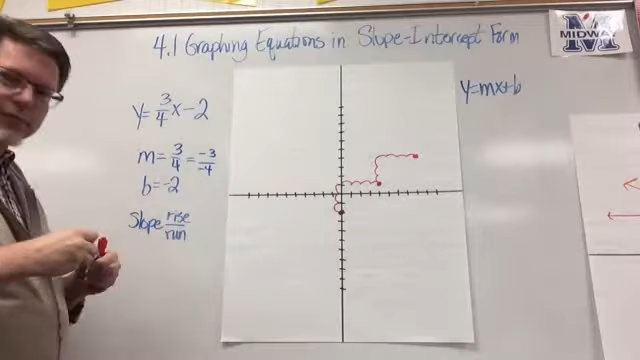 4.1 Graphing Equations in Slope-Intercept Form
MIDWAY
y=mx+b
y=3/4x-2
m=3/4=-3/-4
b=-2
Slope rise/run